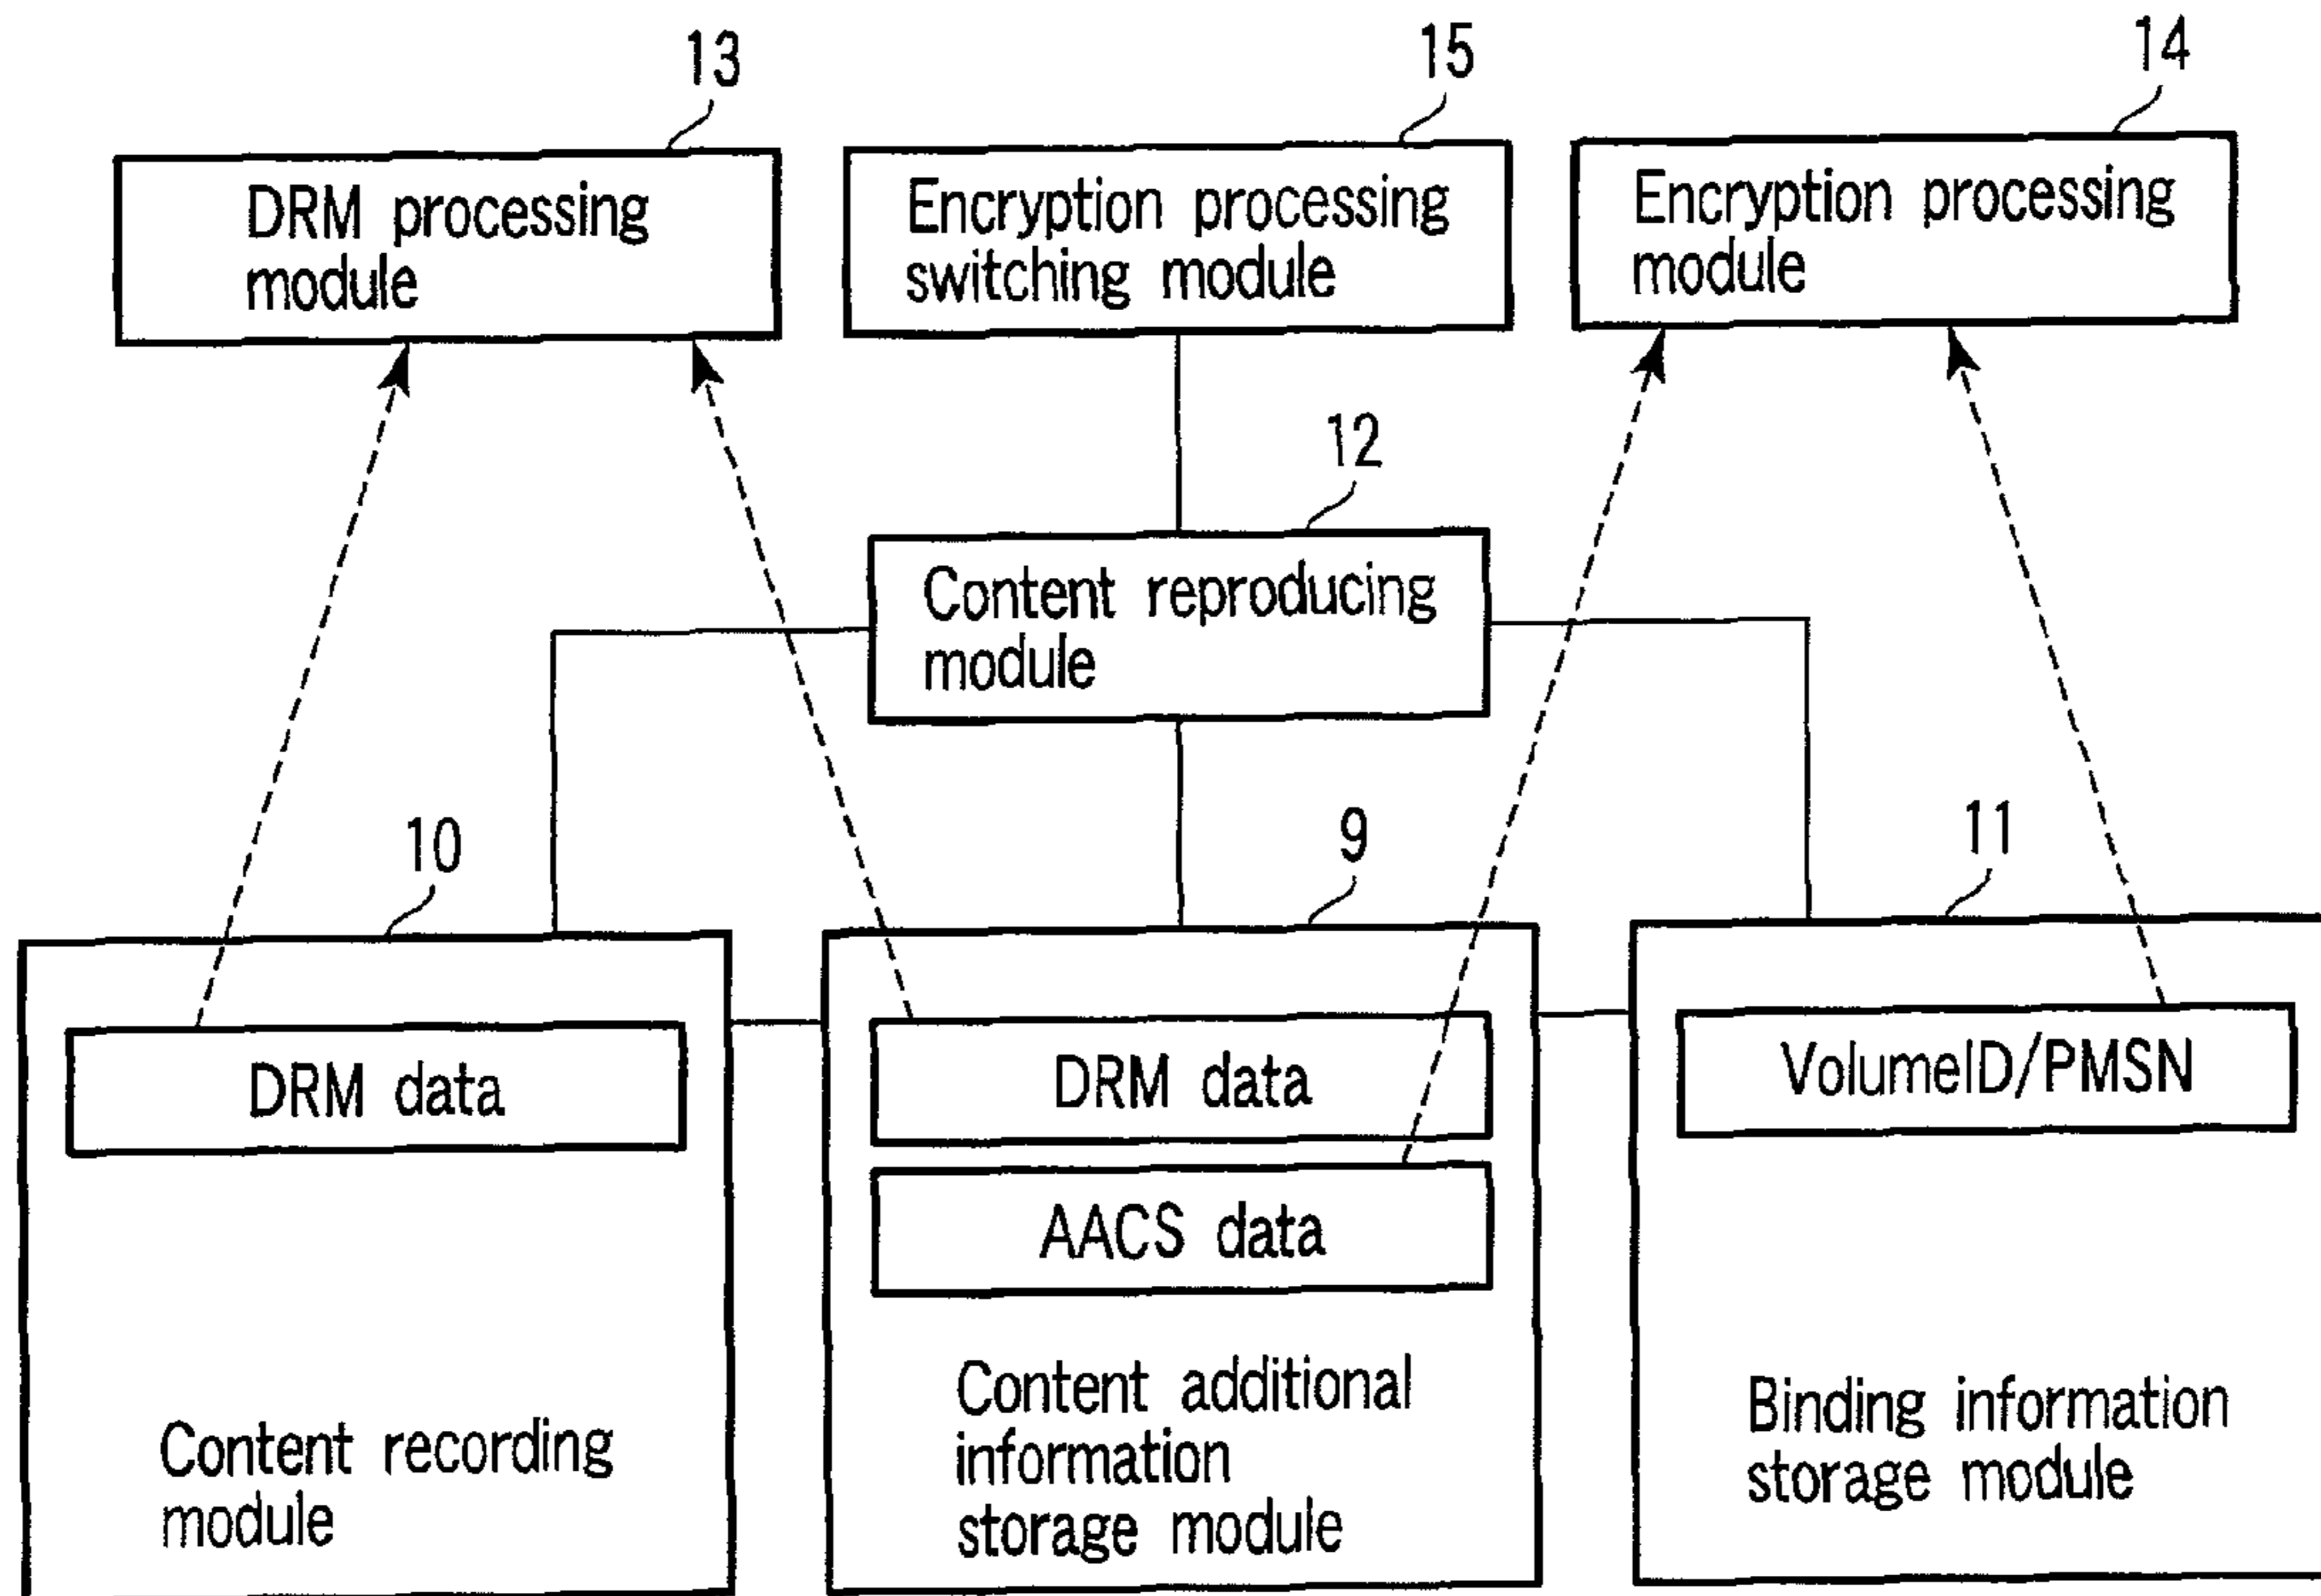 13
15
14
DRM processing
module
Encryption processing
switching module
Encryption processing
module
12
Content reproducing
module
10
9
11
DRM data
DRM data
VolumeID/PMSN
AACS data
Content recording
module
Content additional
information
storage module
Binding information
storage module